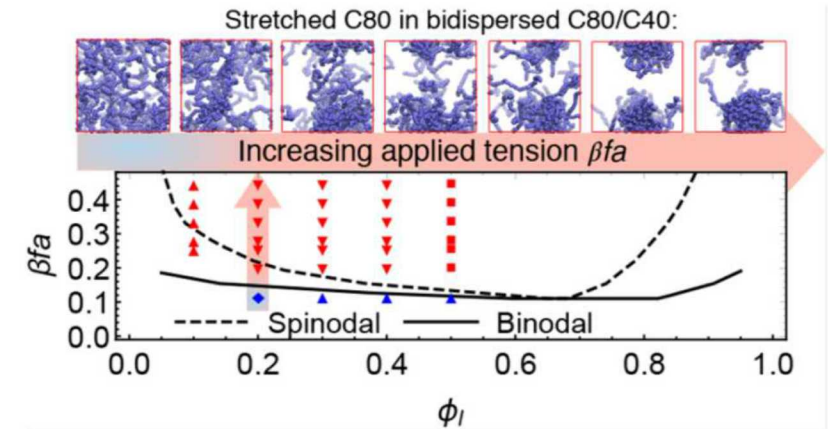 Stretched C80 in bidispersed C80/C40:
Increasing applied tension βfa
βfa
0.4
0.3
0.2
0.1
0.0
Spinodal
Binodal
0.0 0.2 0.4 0.6 0.8 1.0
ϕl